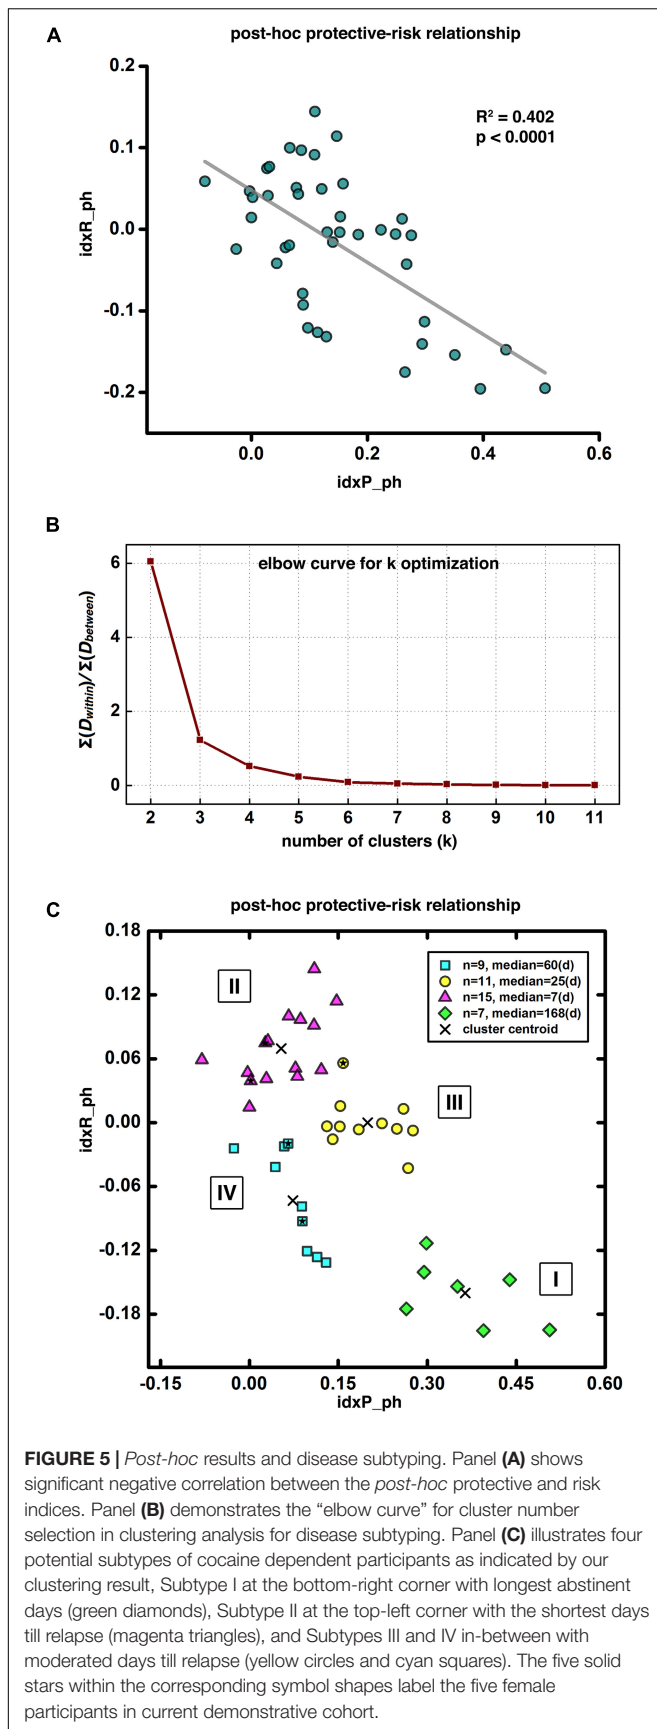 A
post-hoc protective-risk relationship
R² = 0.402
p < 0.0001
idxR_ph
0.2
0.1
0.0
-0.1
-0.2
0.0 0.2 0.4 0.6
idxP_ph
B
elbow curve for k optimization
Σ(Dwithin)/Σ(Dbetween)
6
4
2
0
2 3 4 5 6 7 8 9 10 11
number of clusters (k)
C
post-hoc protective-risk relationship
idxR_ph
0.18
0.12
0.06
0.00
-0.06
-0.12
-0.18
n=9, median=60(d)
n=11, median=25(d)
n=15, median=7(d)
n=7, median=168(d)
cluster centroid
II
III
IV
I
-0.15 0.00 0.15 0.30 0.45 0.60
idxP_ph
FIGURE 5 | Post-hoc results and disease subtyping. Panel (A) shows
significant negative correlation between the post-hoc protective and risk
indices. Panel (B) demonstrates the “elbow curve” for cluster number
selection in clustering analysis for disease subtyping. Panel (C) illustrates four
potential subtypes of cocaine dependent participants as indicated by our
clustering result, Subtype I at the bottom-right corner with longest abstinent
days (green diamonds), Subtype II at the top-left corner with the shortest days
till relapse (magenta triangles), and Subtypes III and IV in-between with
moderated days till relapse (yellow circles and cyan squares). The five solid
stars within the corresponding symbol shapes label the five female
participants in current demonstrative cohort.